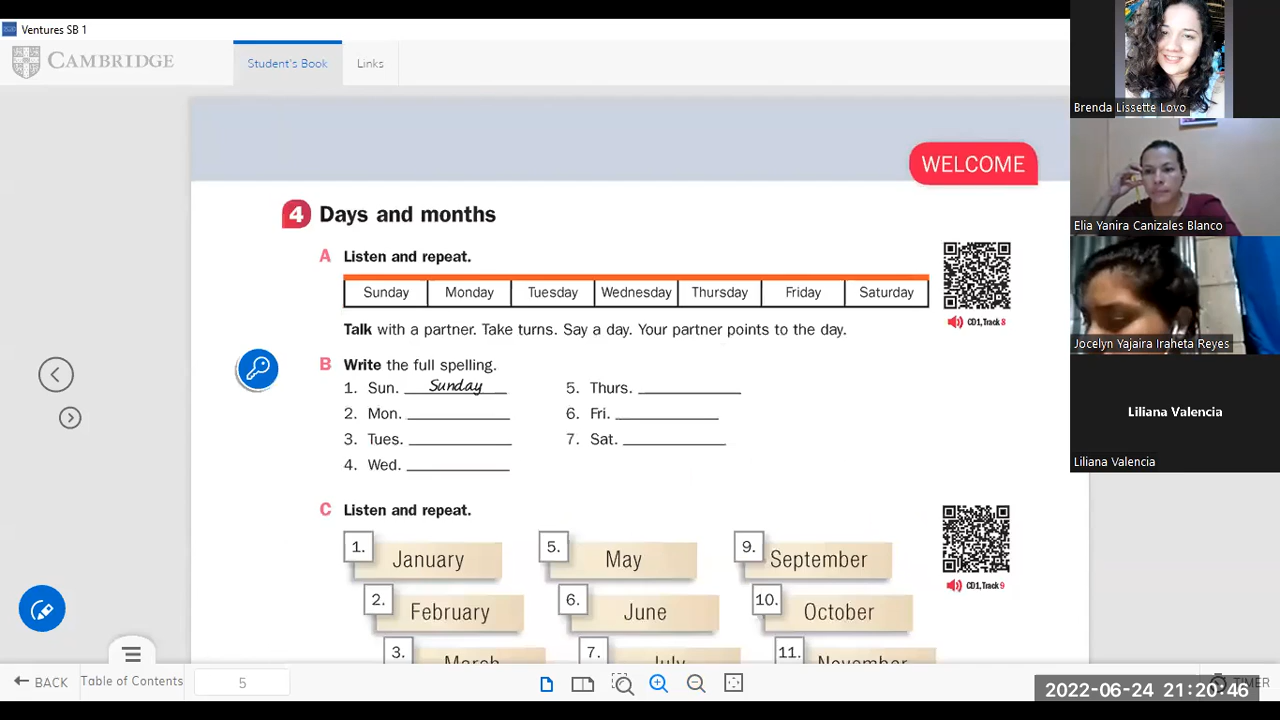 Ventures SB 1
CAMBRIDGE
Student's Book
Links
WELCOME
4 Days and months
A Listen and repeat.
Sunday Monday Tuesday Wednesday Thursday Friday Saturday
CD1, Track 8
Talk with a partner. Take turns. Say a day. Your partner points to the day.
B Write the full spelling.
1. Sun. Sunday
2. Mon.
3. Tues.
4. Wed.
5. Thurs.
6. Fri.
7. Sat.
C Listen and repeat.
1. January
2. February
3. March
5. May
6. June
7. July
9. September
10. October
11. November
CD1, Track 9
BACK
Table of Contents
5
TIMER
2022-06-24 21:20:46
Brenda Lissette Lovo
Elia Yanira Canizales Blanco
Jocelyn Yajaira Iraheta Reyes
Liliana Valencia
Liliana Valencia